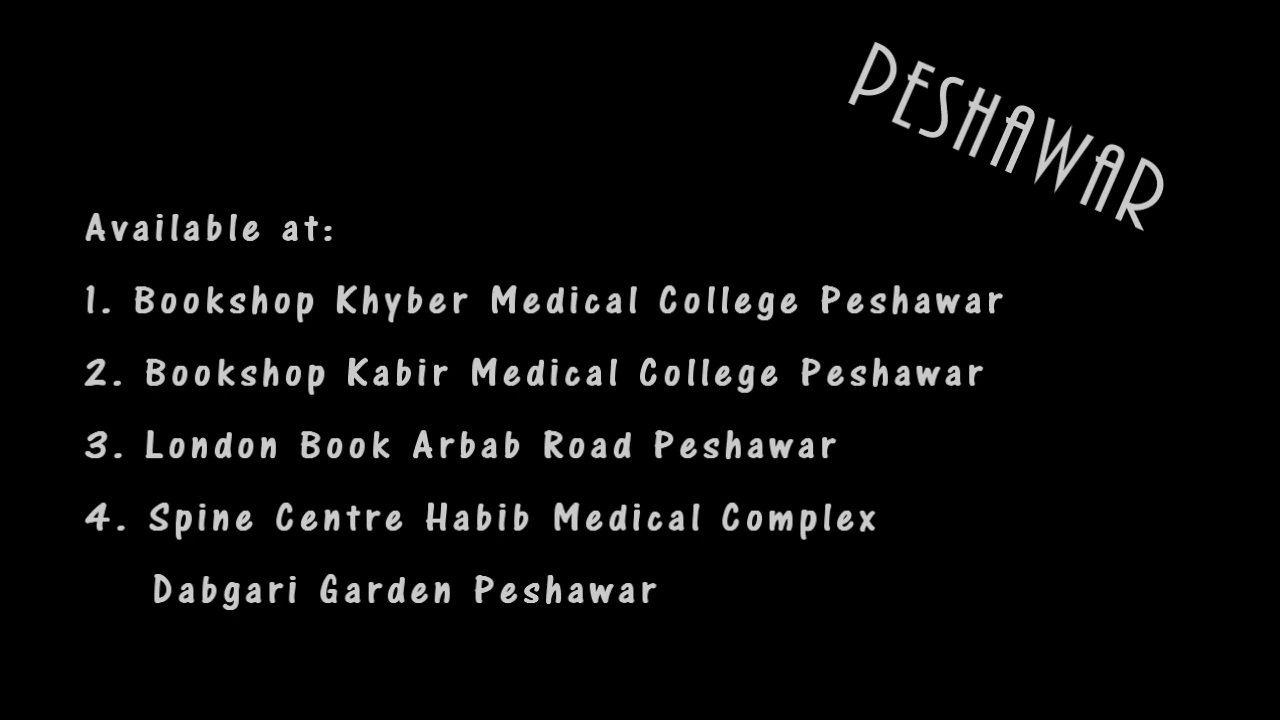 PESHAWAR
Available at:
1. Bookshop Khyber Medical College Peshawar
2. Bookshop Kabir Medical College Peshawar
3. London Book Arbab Road Peshawar
4. Spine Centre Habib Medical Complex
Dabgari Garden Peshawar